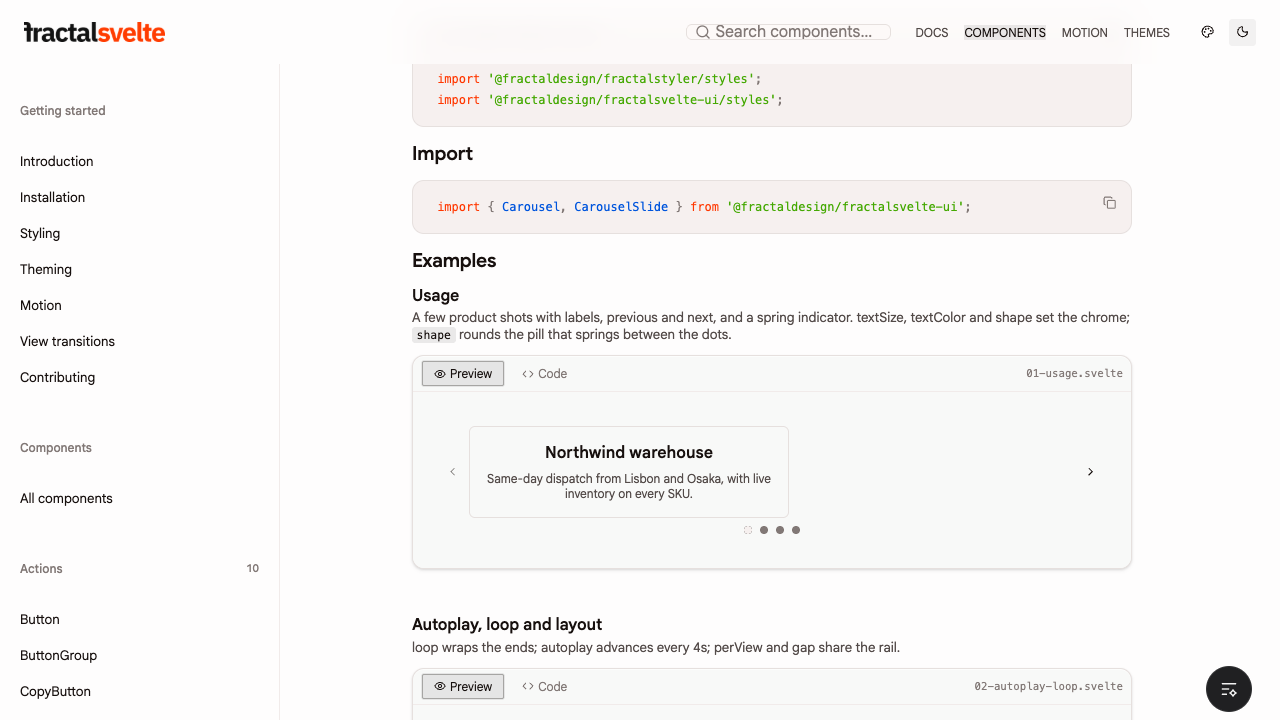 fractalsvelte
Search components...
DOCS
COMPONENTS
MOTION
THEMES
Getting started
Introduction
Installation
Styling
Theming
Motion
View transitions
Contributing
Components
All components
Actions
10
Button
ButtonGroup
CopyButton
import '@fractaldesign/fractalstyler/styles';
import '@fractaldesign/fractalsvelte-ui/styles';
Import
import { Carousel, CarouselSlide } from '@fractaldesign/fractalsvelte-ui';
Examples
Usage
A few product shots with labels, previous and next, and a spring indicator. textSize, textColor and shape set the chrome;
shape rounds the pill that springs between the dots.
Preview
<> Code
01-usage.svelte
Northwind warehouse
Same-day dispatch from Lisbon and Osaka, with live
inventory on every SKU.
Autoplay, loop and layout
loop wraps the ends; autoplay advances every 4s; perView and gap share the rail.
Preview
<> Code
02-autoplay-loop.svelte